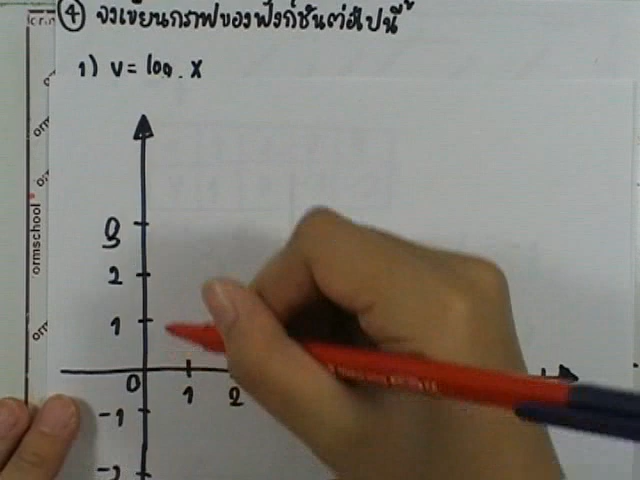 ④ จงเขียนกราฟของฟังก์ชันต่อไปนี้
1) y = log x
3
2
1
0 1 2
-1
-2
ormschool